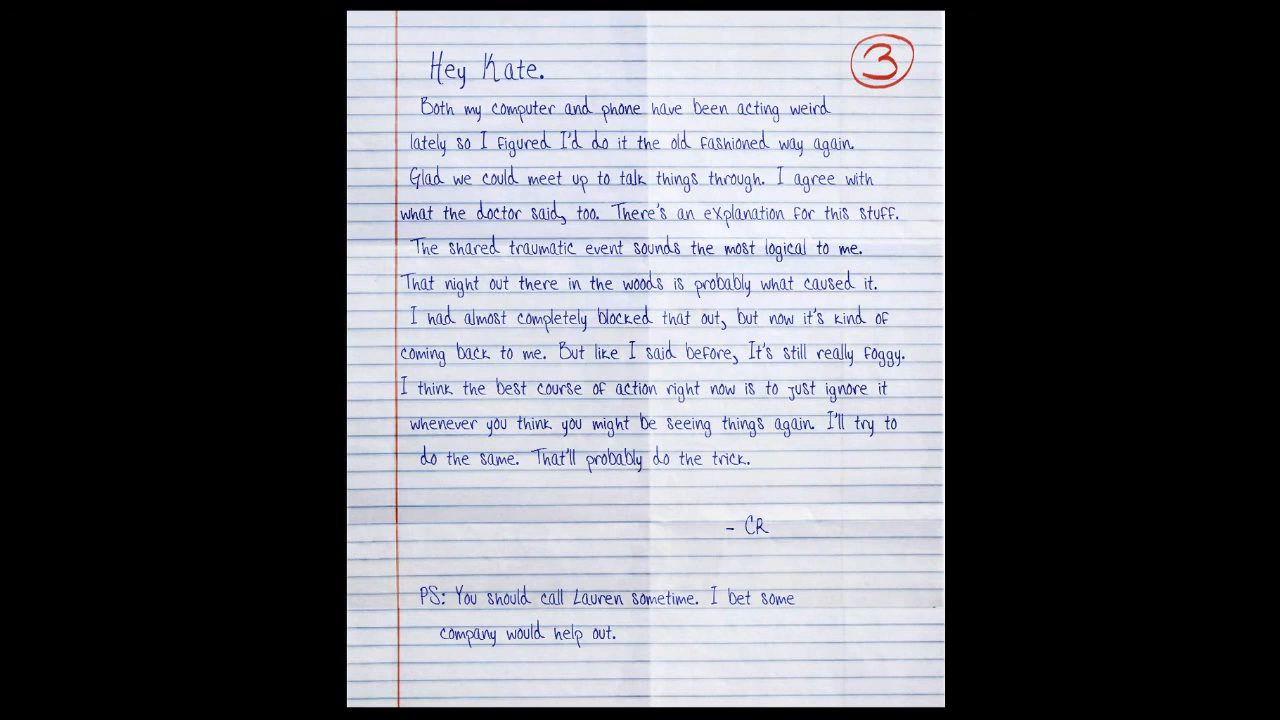 3
Hey Kate.
Both my computer and phone have been acting weird
lately so I figured I'd do it the old fashioned way again.
Glad we could meet up to talk things through. I agree with
what the doctor said, too. There's an explanation for this stuff.
The shared traumatic event sounds the most logical to me.
That night out there in the woods is probably what caused it.
I had almost completely blocked that out, but now it's kind of
coming back to me. But like I said before, It's still really foggy.
I think the best course of action right now is to just ignore it
whenever you think you might be seeing things again. I'll try to
do the same. That'll probably do the trick.
- CR
PS: You should call Lauren sometime. I bet some
company would help out.